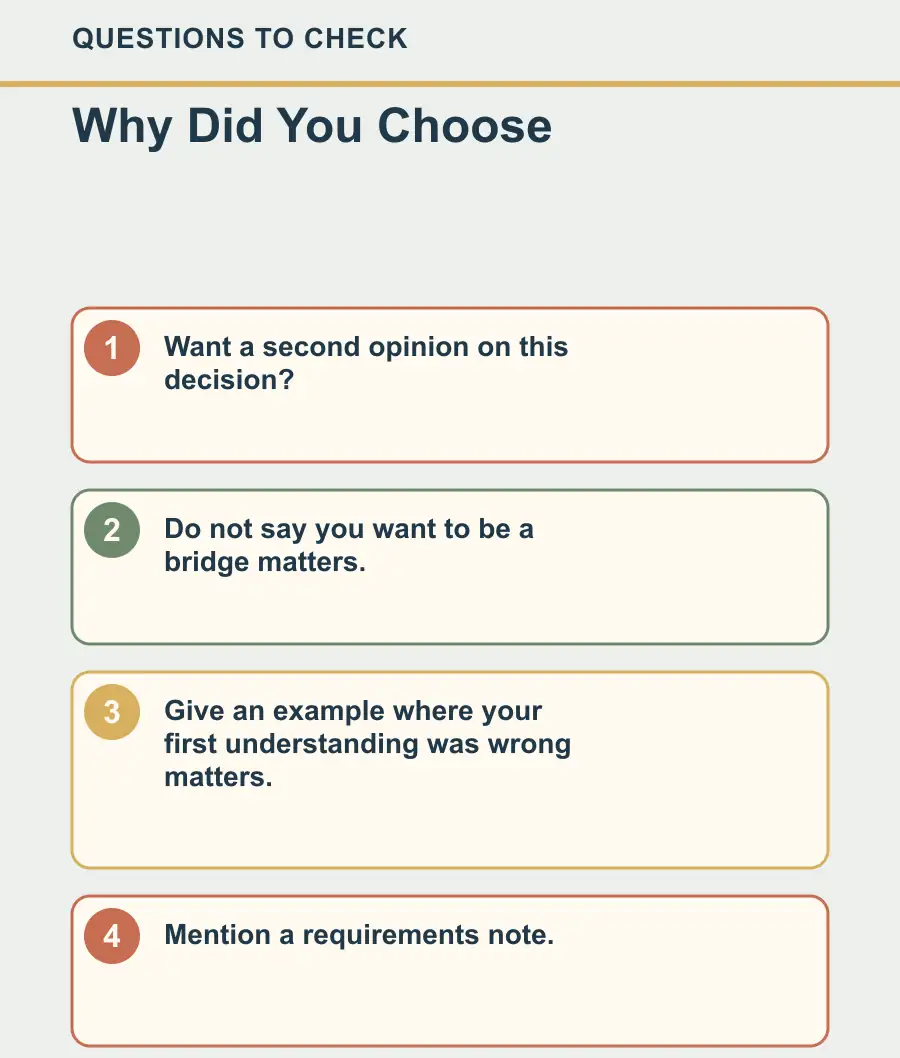 QUESTIONS TO CHECK
Why Did You Choose
1
Want a second opinion on this
decision?
2
Do not say you want to be a
bridge matters.
3
Give an example where your
first understanding was wrong
matters.
4
Mention a requirements note.